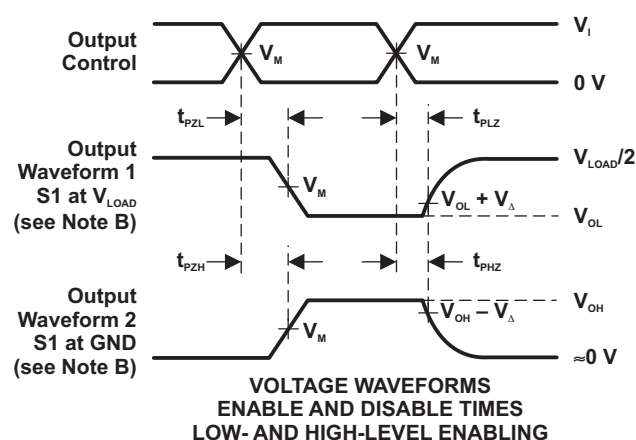 Output
Control
V_M
V_M
V_I
0 V
t_PZL
t_PLZ
Output
Waveform 1
S1 at V_LOAD
(see Note B)
V_M
V_LOAD/2
V_OL + V_Δ
V_OL
t_PZH
t_PHZ
Output
Waveform 2
S1 at GND
(see Note B)
V_M
V_OH
V_OH − V_Δ
≈0 V
VOLTAGE WAVEFORMS
ENABLE AND DISABLE TIMES
LOW- AND HIGH-LEVEL ENABLING